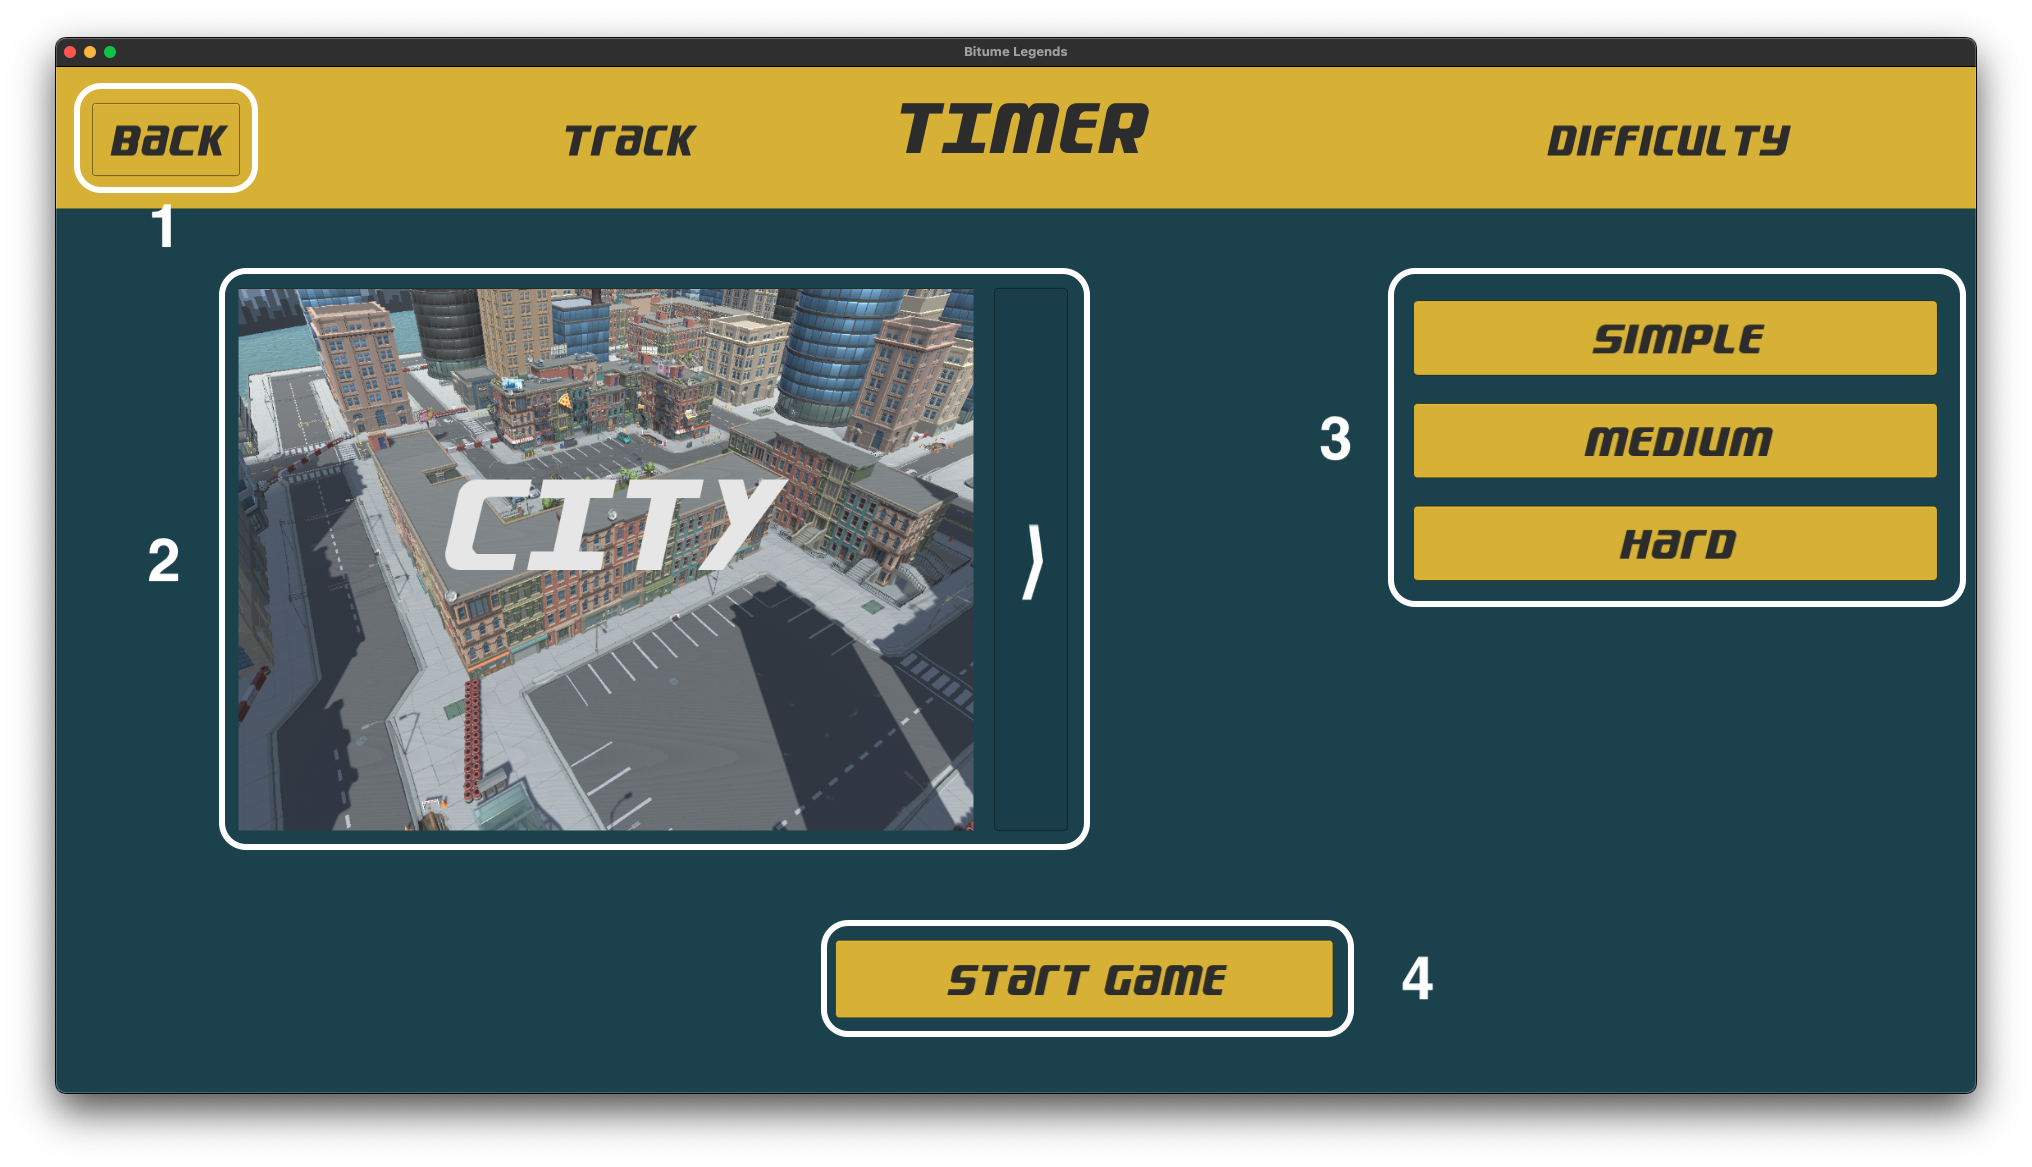 Bitume Legends
BACK
TRACK
TIMER
DIFFICULTY
1
CITY
2
⟩
SIMPLE
MEDIUM
HARD
3
START GAME
4